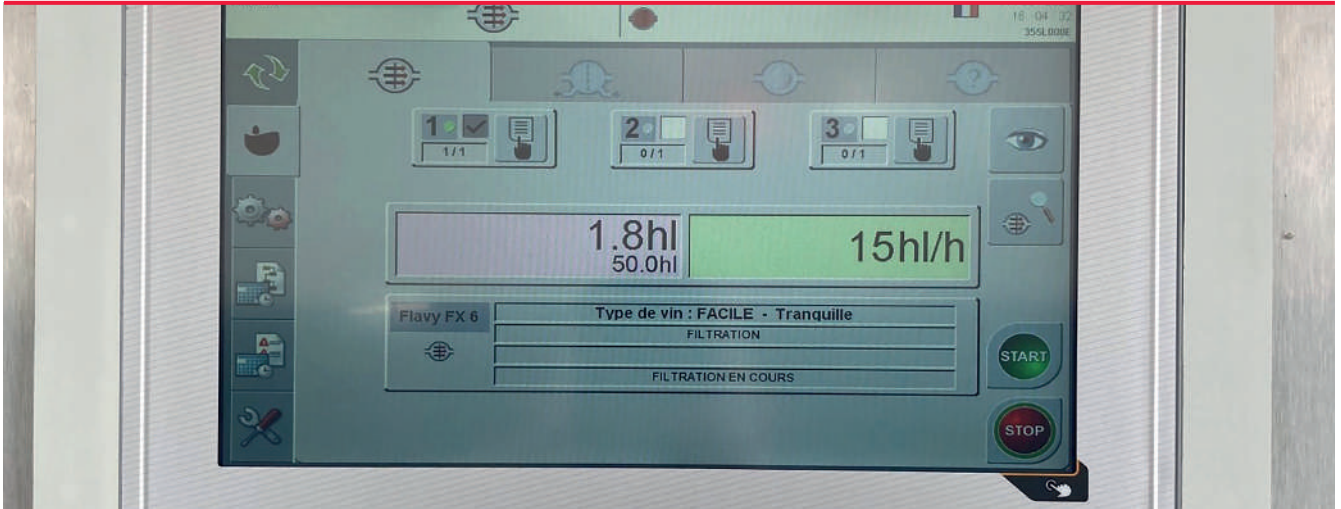 16 04 32
355L000E
1
1/1
2
0/1
3
0/1
?
1.8hl
50.0hl
15hl/h
Flavy FX 6
Type de vin : FACILE - Tranquille
FILTRATION
FILTRATION EN COURS
START
STOP